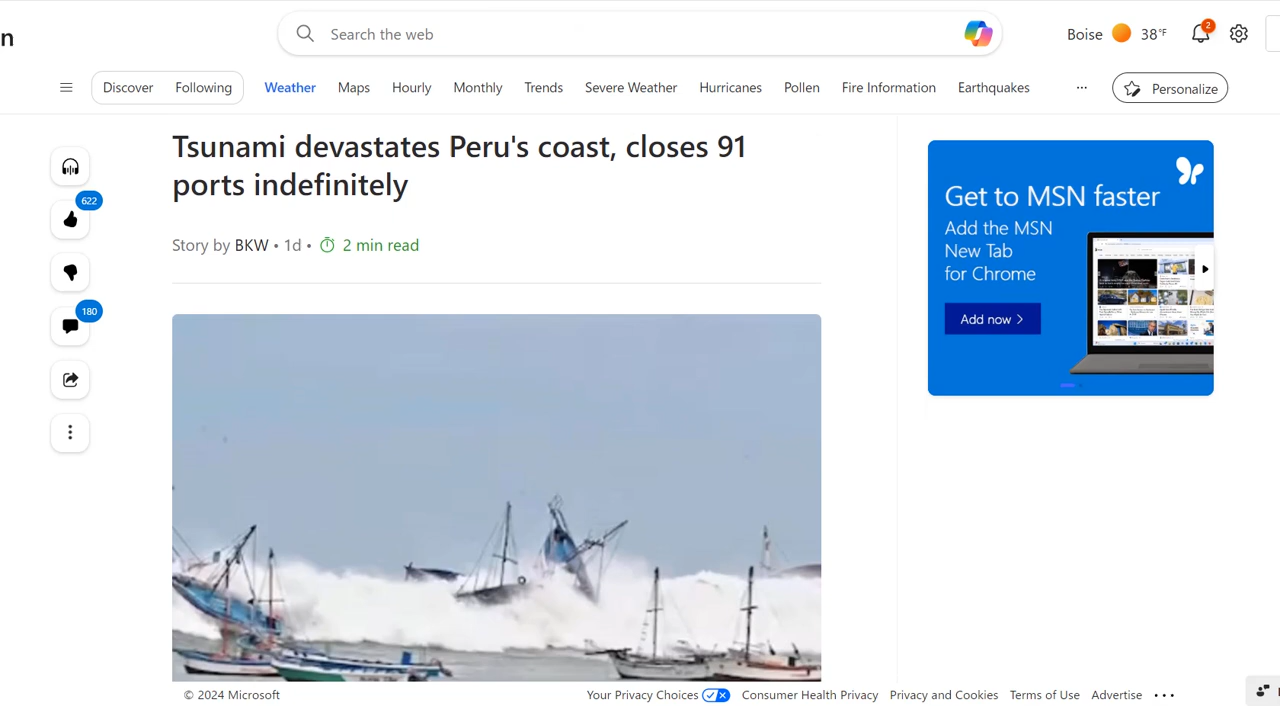 n
Search the web
Boise 38°F
2
Discover Following Weather Maps Hourly Monthly Trends Severe Weather Hurricanes Pollen Fire Information Earthquakes ... Personalize
Tsunami devastates Peru's coast, closes 91
ports indefinitely
622
Story by BKW • 1d • 2 min read
180
Get to MSN faster
Add the MSN
New Tab
for Chrome
Add now >
© 2024 Microsoft
Your Privacy Choices Consumer Health Privacy Privacy and Cookies Terms of Use Advertise •••